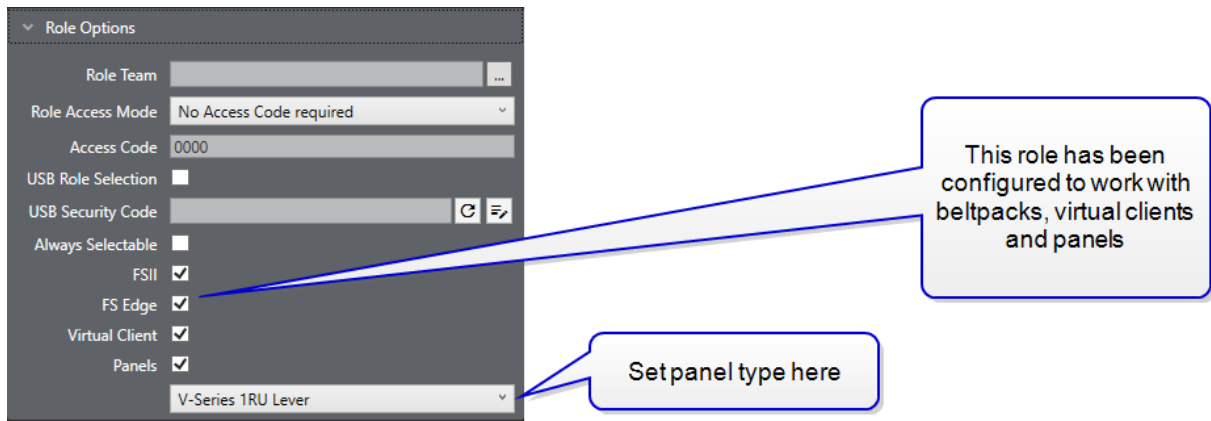 Role Options
Role Team ...
Role Access Mode No Access Code required
Access Code 0000
USB Role Selection
USB Security Code
Always Selectable
FSII
FS Edge
Virtual Client
Panels
V-Series 1RU Lever
This role has been
configured to work with
beltpacks, virtual clients
and panels
Set panel type here